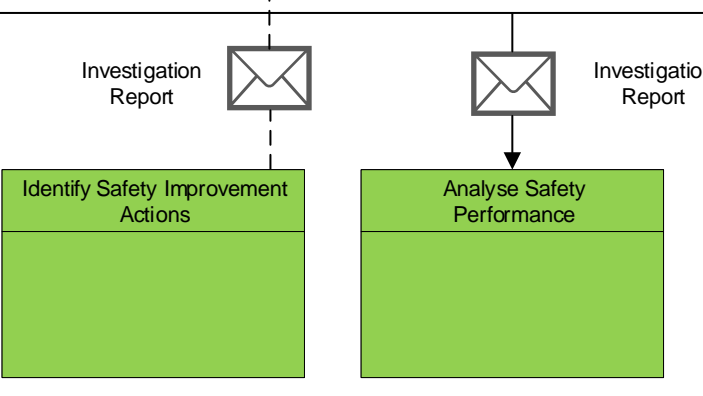 Investigation
Report
Investigatio
Report
Identify Safety Improvement
Actions
Analyse Safety
Performance